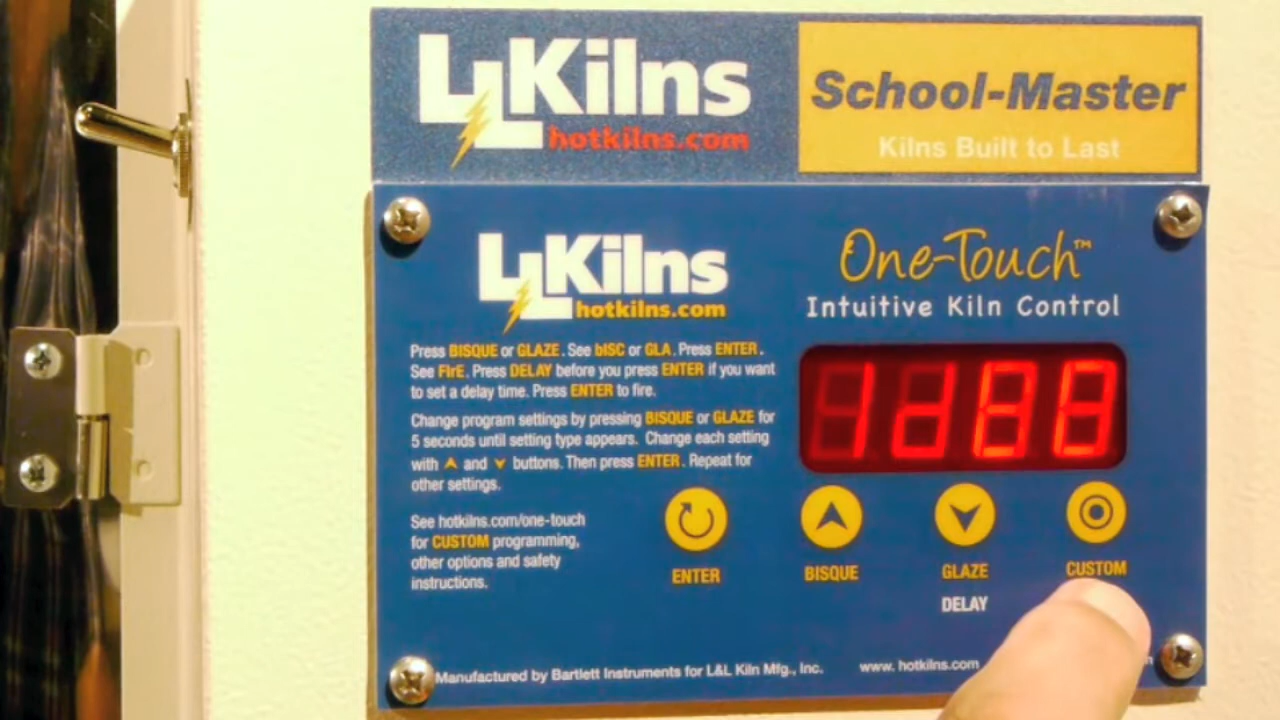 LLKilns
hotkilns.com
School-Master
Kilns Built to Last
LLKilns
hotkilns.com
One-Touch™
Intuitive Kiln Control
Press BISQUE or GLAZE. See bISC or GLA. Press ENTER.
See FIrE. Press DELAY before you press ENTER if you want
to set a delay time. Press ENTER to fire.
Change program settings by pressing BISQUE or GLAZE for
5 seconds until setting type appears. Change each setting
with and buttons. Then press ENTER. Repeat for
other settings.
See hotkilns.com/one-touch
for CUSTOM programming,
other options and safety
instructions.
ENTER
BISQUE
GLAZE
CUSTOM
DELAY
Manufactured by Bartlett Instruments for L&L Kiln Mfg., Inc.
www. hotkilns.com